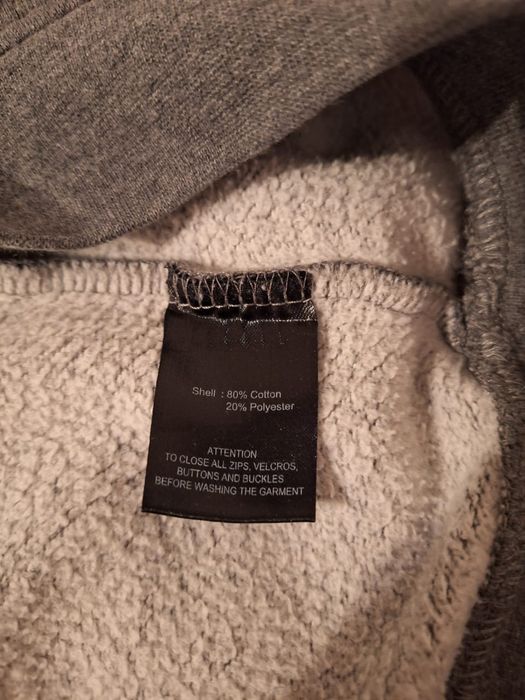 Shell : 80% Cotton
20% Polyester
ATTENTION
TO CLOSE ALL ZIPS, VELCROS,
BUTTONS AND BUCKLES
BEFORE WASHING THE GARMENT